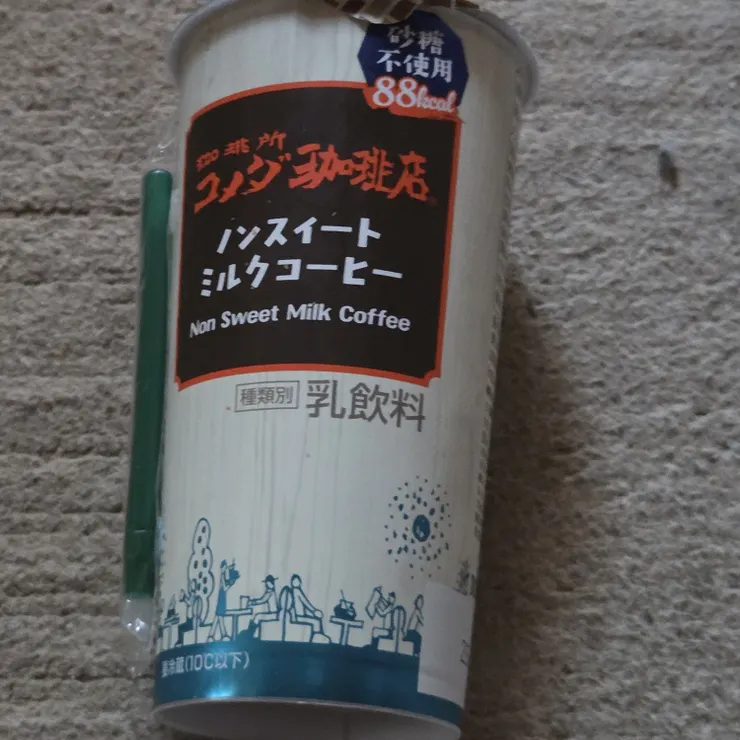 砂糖
不使用
88kcal
珈琲所
コメダ珈琲店
ノンスイート
ミルクコーヒー
Non Sweet Milk Coffee
種類別 乳飲料
要冷蔵(10℃以下)